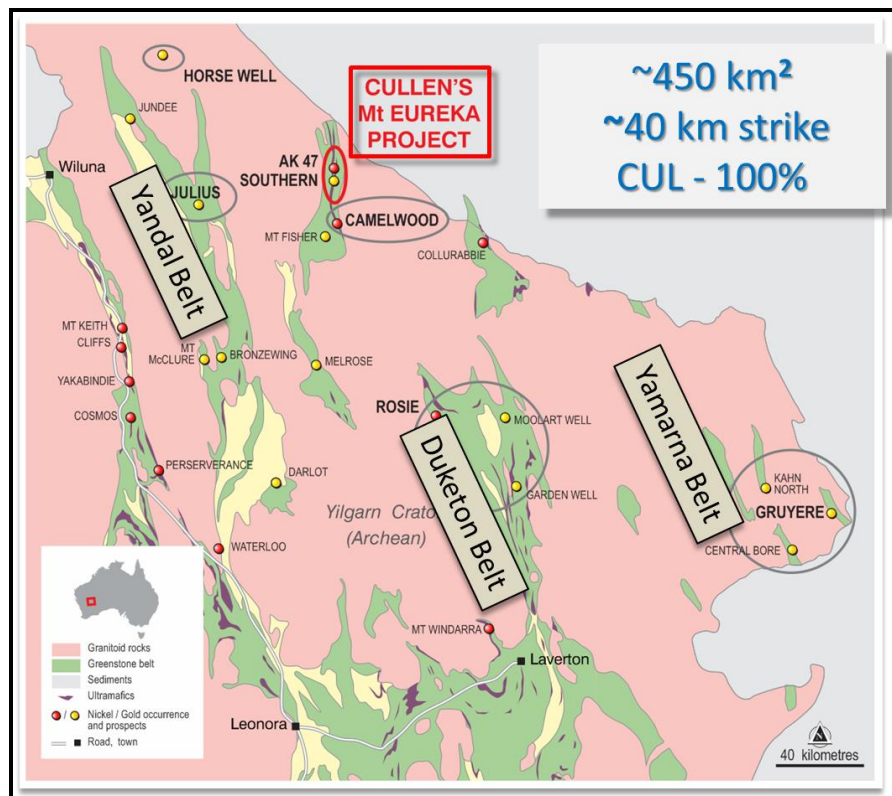 ~450 km²
~40 km strike
CUL - 100%
CULLEN'S
Mt EUREKA
PROJECT
HORSE WELL
JUNDEE
Wiluna
AK 47
SOUTHERN
JULIUS
CAMELWOOD
MT FISHER
COLLURABBIE
Yandal Belt
MT KEITH
CLIFFS
MT
McCLURE
BRONZEWING
MELROSE
YAKABINDIE
COSMOS
ROSIE
MOOLART WELL
Yamarna Belt
PERSERVERANCE
DARLOT
Duketon Belt
GARDEN WELL
KAHN
NORTH
GRUYERE
Yilgarn Crato
(Archean)
CENTRAL BORE
WATERLOO
MT WINDARRA
Laverton
Leonora
Granitoid rocks
Greenstone belt
Sediments
Ultramafics
/ Nickel / Gold occurrence
and prospects
Road, town
40 kilometres